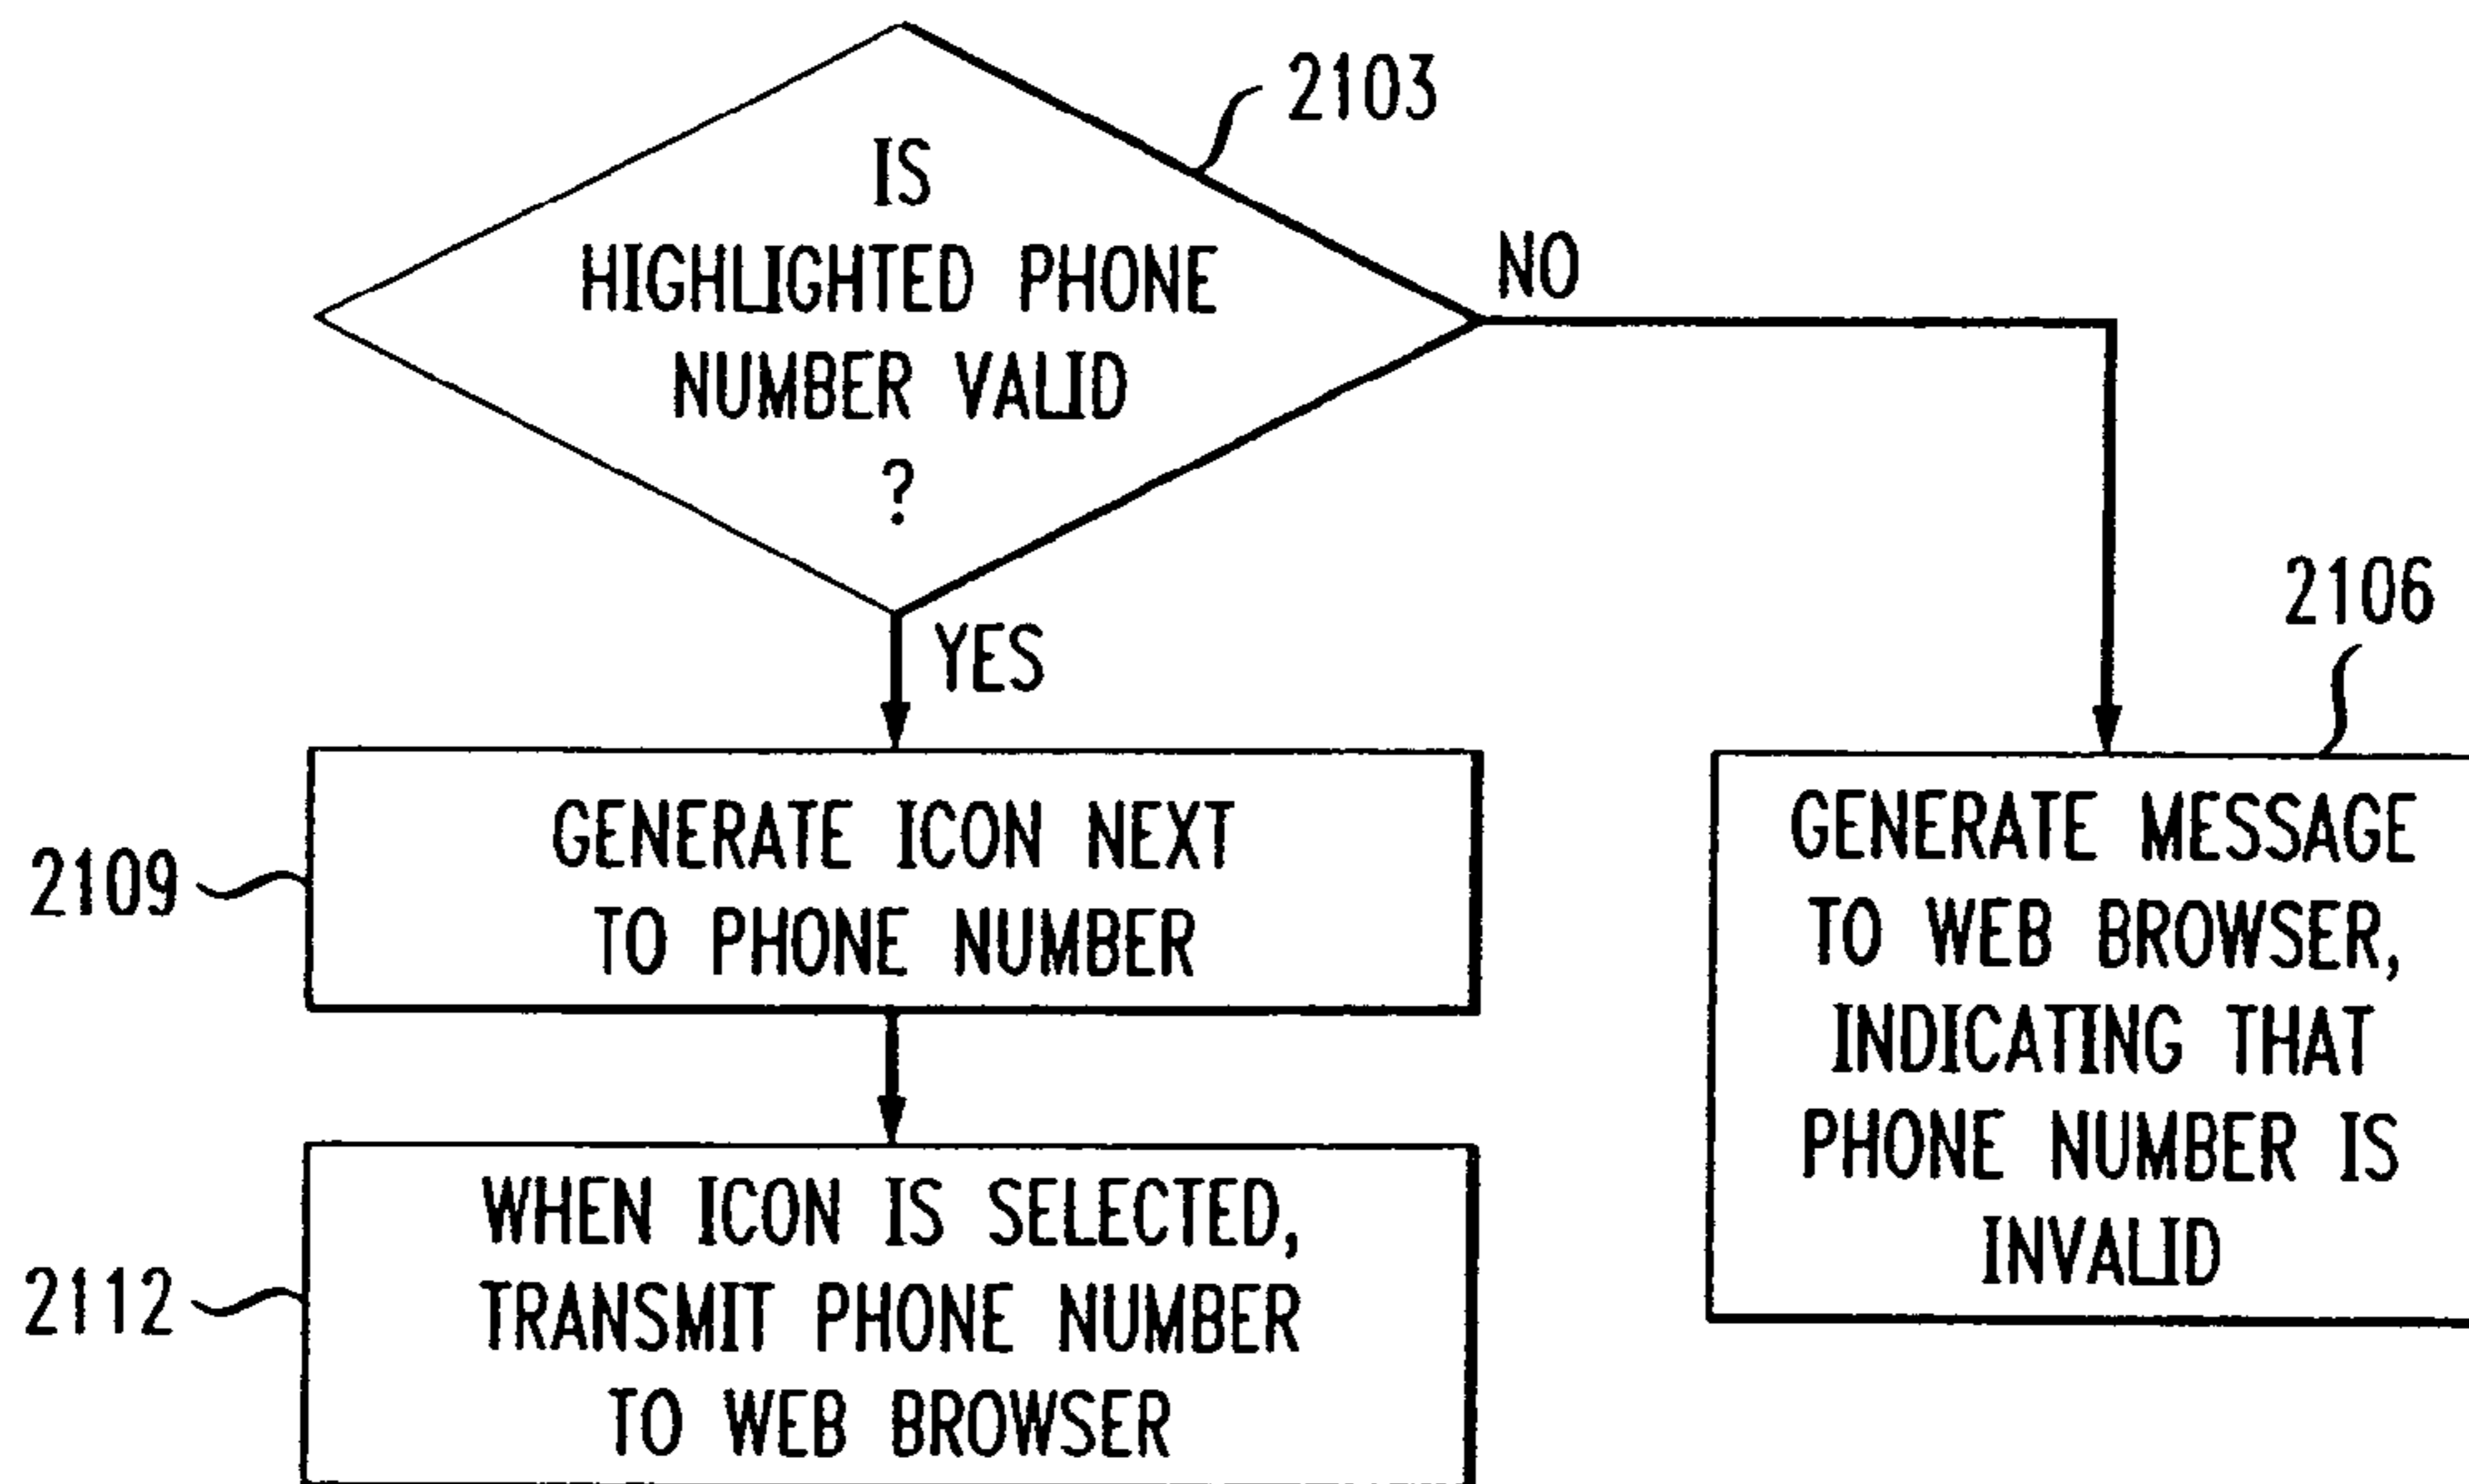 2103
IS
HIGHLIGHTED PHONE
NUMBER VALID
?
NO
YES
2106
2109
GENERATE ICON NEXT
TO PHONE NUMBER
GENERATE MESSAGE
TO WEB BROWSER,
INDICATING THAT
PHONE NUMBER IS
INVALID
2112
WHEN ICON IS SELECTED,
TRANSMIT PHONE NUMBER
TO WEB BROWSER